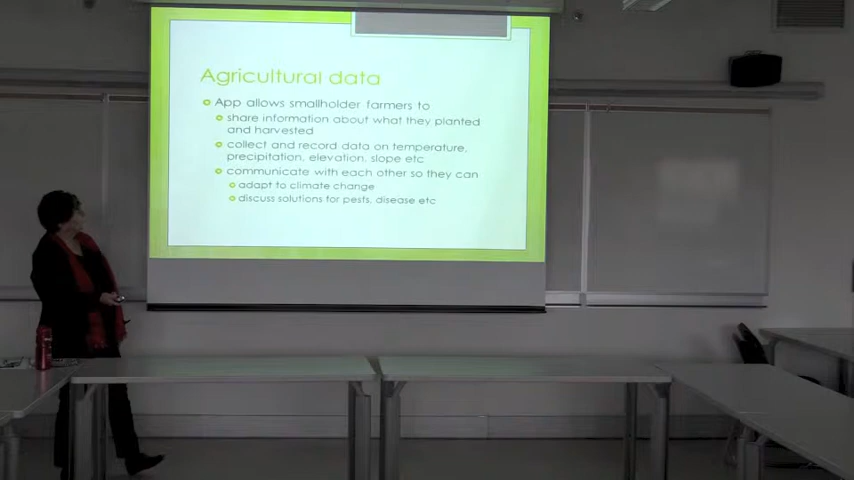 Agricultural data
App allows smallholder farmers to
share information about what they planted
and harvested
collect and record data on temperature,
precipitation, elevation, slope etc
communicate with each other so they can
adapt to climate change
discuss solutions for pests, disease etc